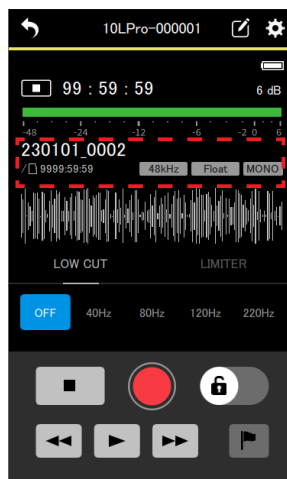 10LPro-000001
99 : 59 : 59
6 dB
-48 -24 -12 -6 -2 0 6
230101_0002
/ 9999:59:59 48kHz Float MONO
LOW CUT LIMITER
OFF 40Hz 80Hz 120Hz 220Hz